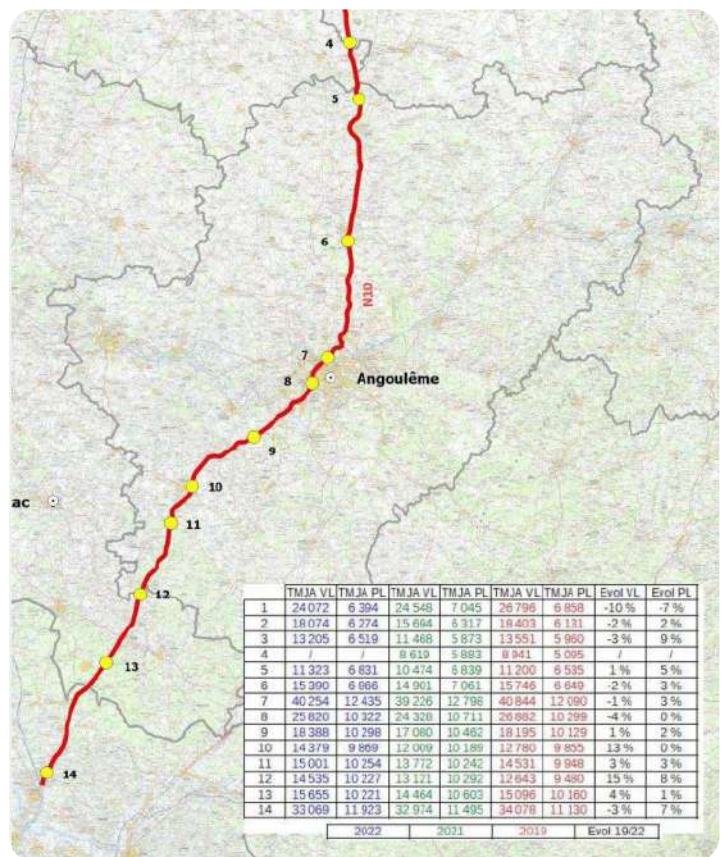 4
5
6
N10
7
8
Angoulême
9
10
ac
11
12
13
14
TMJA VL TMJA PL TMJA VL TMJA PL TMJA VL TMJA PL Evol VL Evol PL
1 24 072 6 394 24 548 7 045 26 796 6 858 -10 % -7 %
2 18 074 6 274 15 694 6 317 18 403 6 131 -2 % 2 %
3 13 205 6 519 11 468 5 873 13 551 5 960 -3 % 9 %
4 / / 8 619 5 883 8 941 5 095 / /
5 11 323 6 831 10 474 6 839 11 200 6 535 1 % 5 %
6 15 390 6 866 14 901 7 061 15 746 6 649 -2 % 3 %
7 40 254 12 435 39 226 12 798 40 844 12 090 -1 % 3 %
8 25 820 10 322 24 328 10 711 26 882 10 299 -4 % 0 %
9 18 388 10 298 17 080 10 462 18 195 10 129 1 % 2 %
10 14 379 9 869 12 009 10 189 12 780 9 855 13 % 0 %
11 15 001 10 254 13 772 10 242 14 531 9 948 3 % 3 %
12 14 535 10 227 13 121 10 292 12 643 9 480 15 % 8 %
13 15 655 10 221 14 464 10 603 15 096 10 160 4 % 1 %
14 33 069 11 923 32 974 11 495 34 078 11 130 -3 % 7 %
2022 2021 2019 Evol 19/22